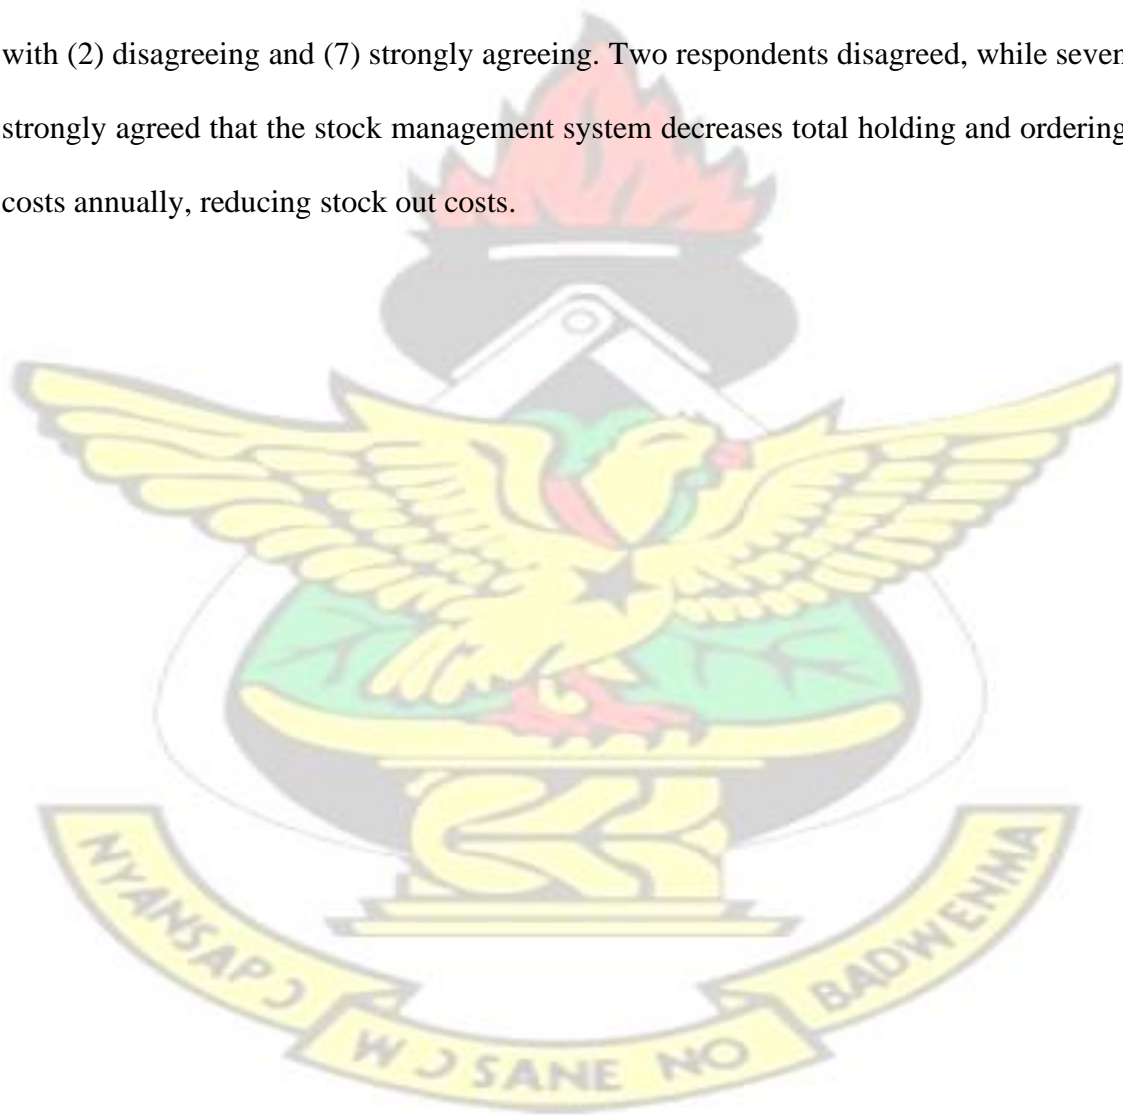 with (2) disagreeing and (7) strongly agreeing. Two respondents disagreed, while seven
strongly agreed that the stock management system decreases total holding and ordering
costs annually, reducing stock out costs.
NYANSAPƆ
WƆSANE NO
BADWENMA